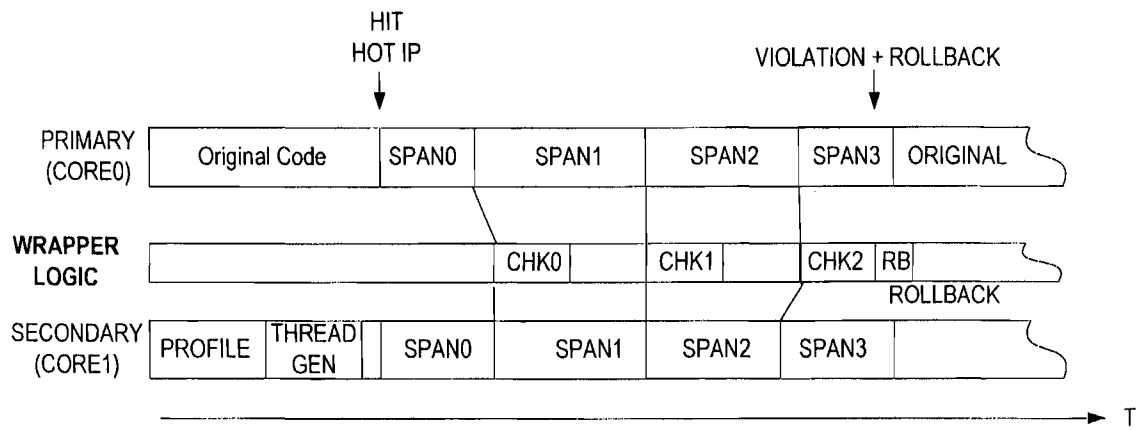 HIT
HOT IP
VIOLATION + ROLLBACK
PRIMARY
(CORE0)
Original Code
SPAN0
SPAN1
SPAN2
SPAN3
ORIGINAL
WRAPPER
LOGIC
CHK0
CHK1
CHK2
RB
ROLLBACK
SECONDARY
(CORE1)
PROFILE
THREAD
GEN
SPAN0
SPAN1
SPAN2
SPAN3
T